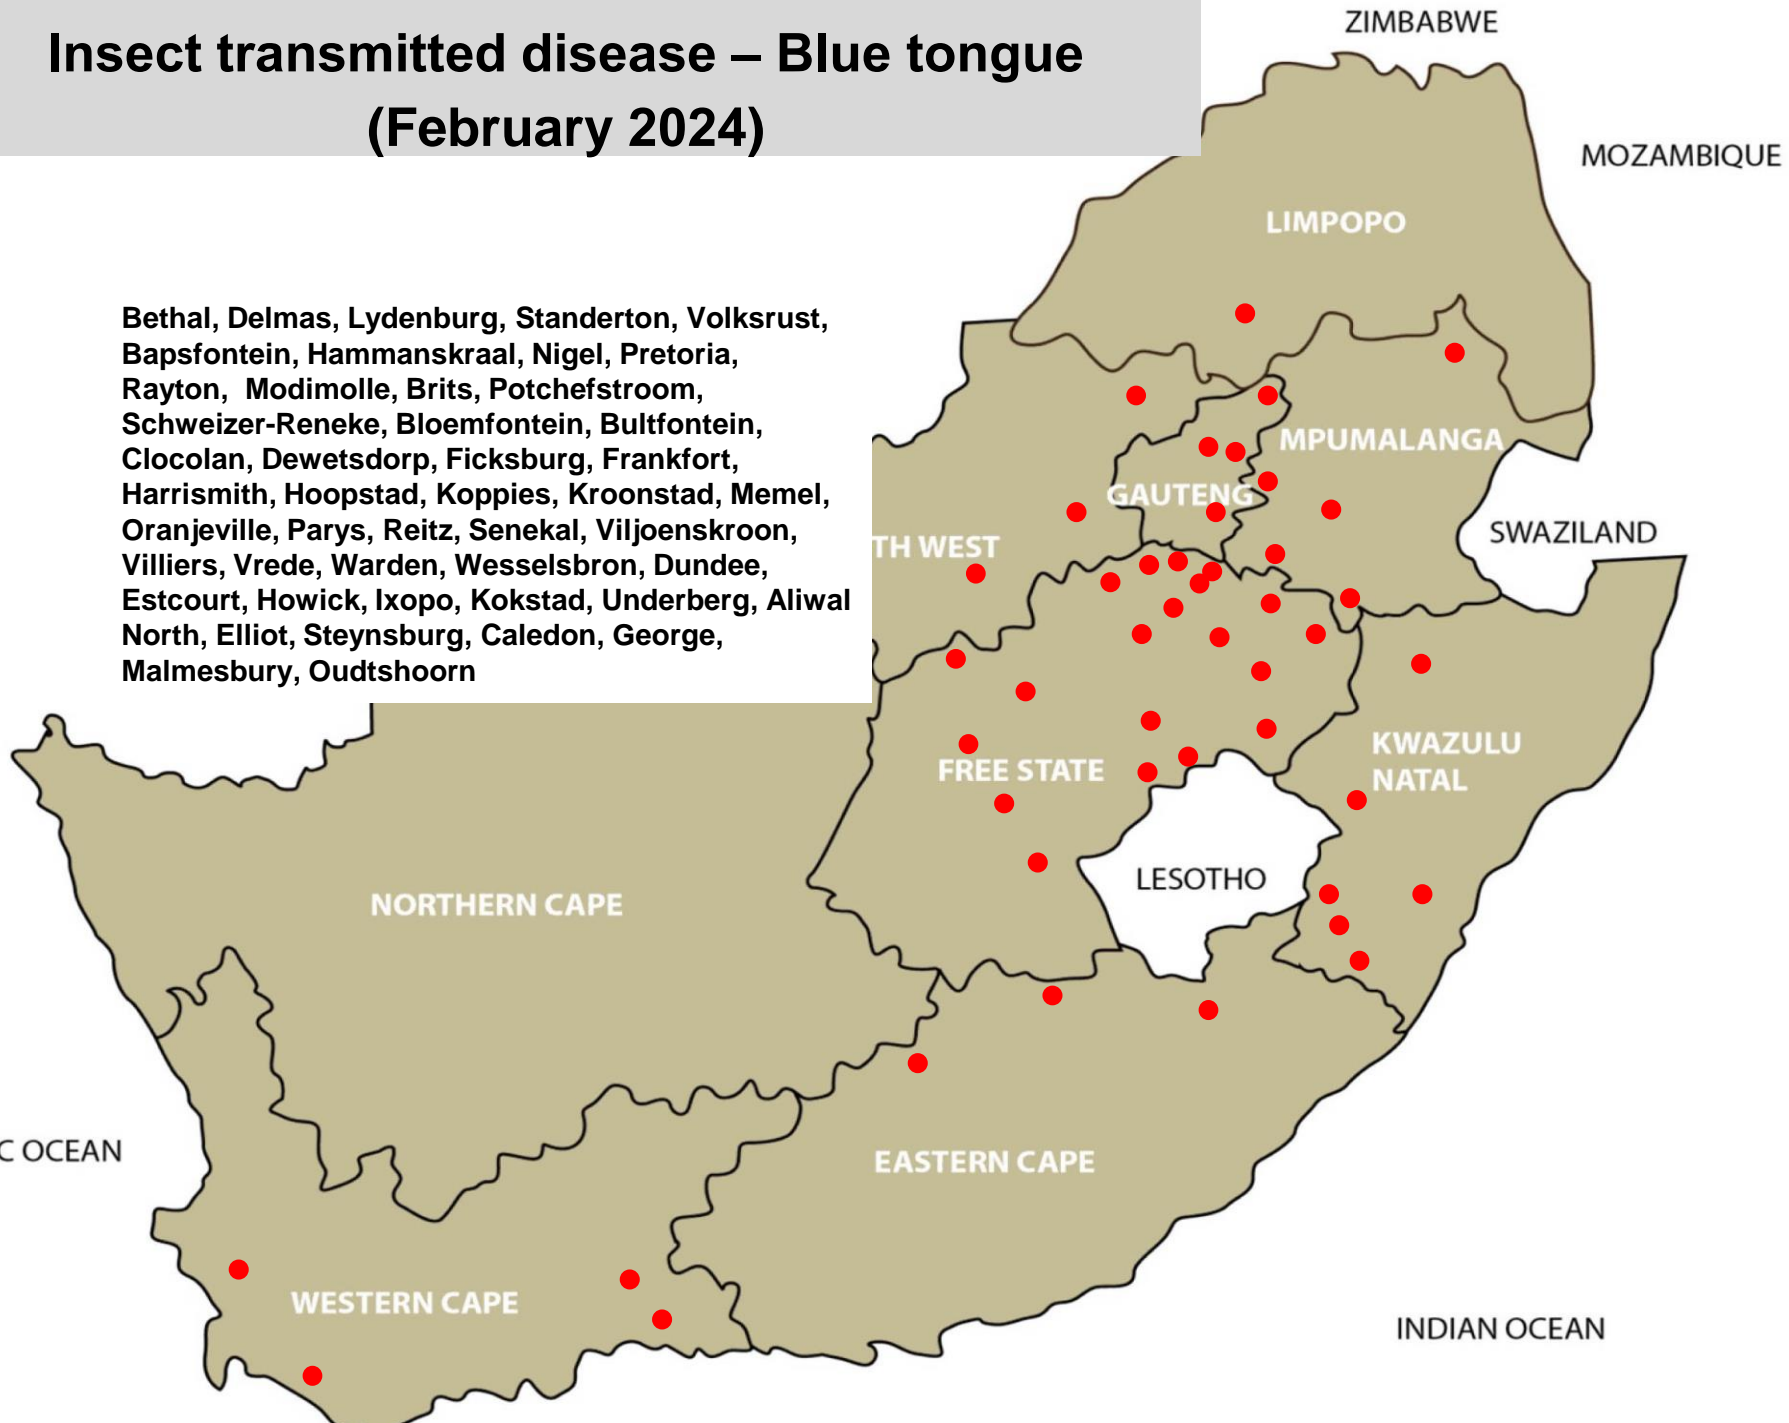 Insect transmitted disease – Blue tongue
(February 2024)
ZIMBABWE
MOZAMBIQUE
LIMPOPO
Bethal, Delmas, Lydenburg, Standerton, Volksrust,
Bapsfontein, Hammanskraal, Nigel, Pretoria,
Rayton, Modimolle, Brits, Potchefstroom,
Schweizer-Reneke, Bloemfontein, Bultfontein,
Clocolan, Dewetsdorp, Ficksburg, Frankfort,
Harrismith, Hoopstad, Koppies, Kroonstad, Memel,
Oranjeville, Parys, Reitz, Senekal, Viljoenskroon,
Villiers, Vrede, Warden, Wesselsbron, Dundee,
Estcourt, Howick, Ixopo, Kokstad, Underberg, Aliwal
North, Elliot, Steynsburg, Caledon, George,
Malmesbury, Oudtshoorn
MPUMALANGA
GAUTENG
SWAZILAND
TH WEST
KWAZULU
NATAL
FREE STATE
LESOTHO
NORTHERN CAPE
C OCEAN
EASTERN CAPE
WESTERN CAPE
INDIAN OCEAN